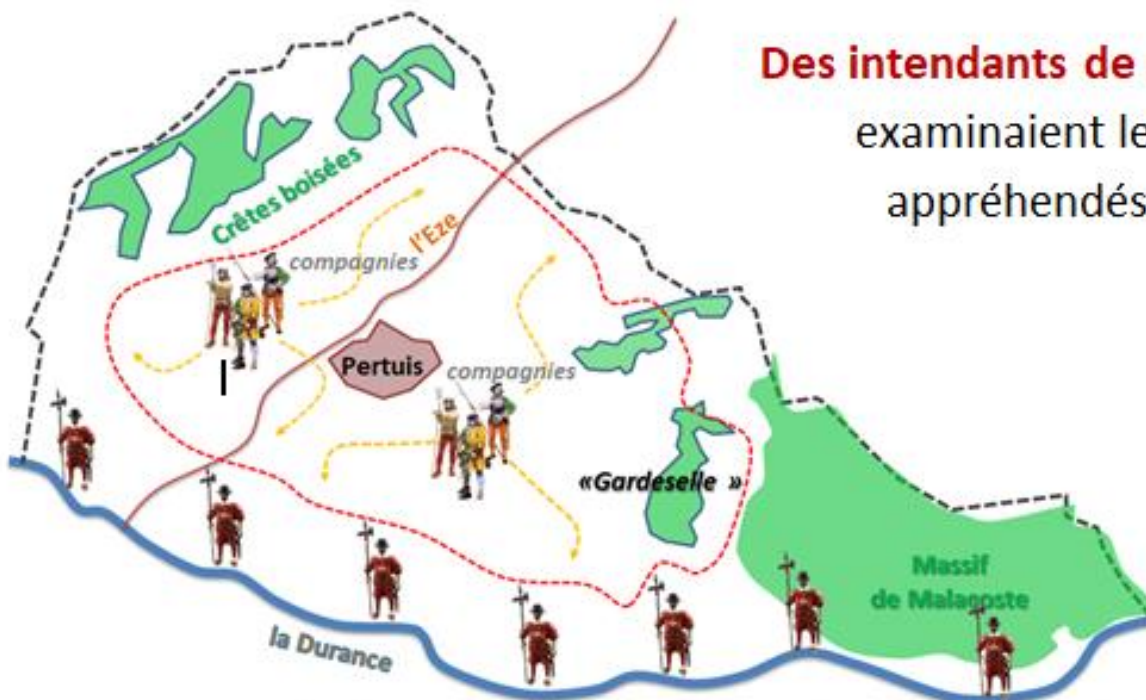 Des intendants de
examinaient le
appréhendés
Crêtes boisées
l'Eze
compagnies
Pertuis
compagnies
«Gardeselle »
Massif
de Malacoste
la Durance